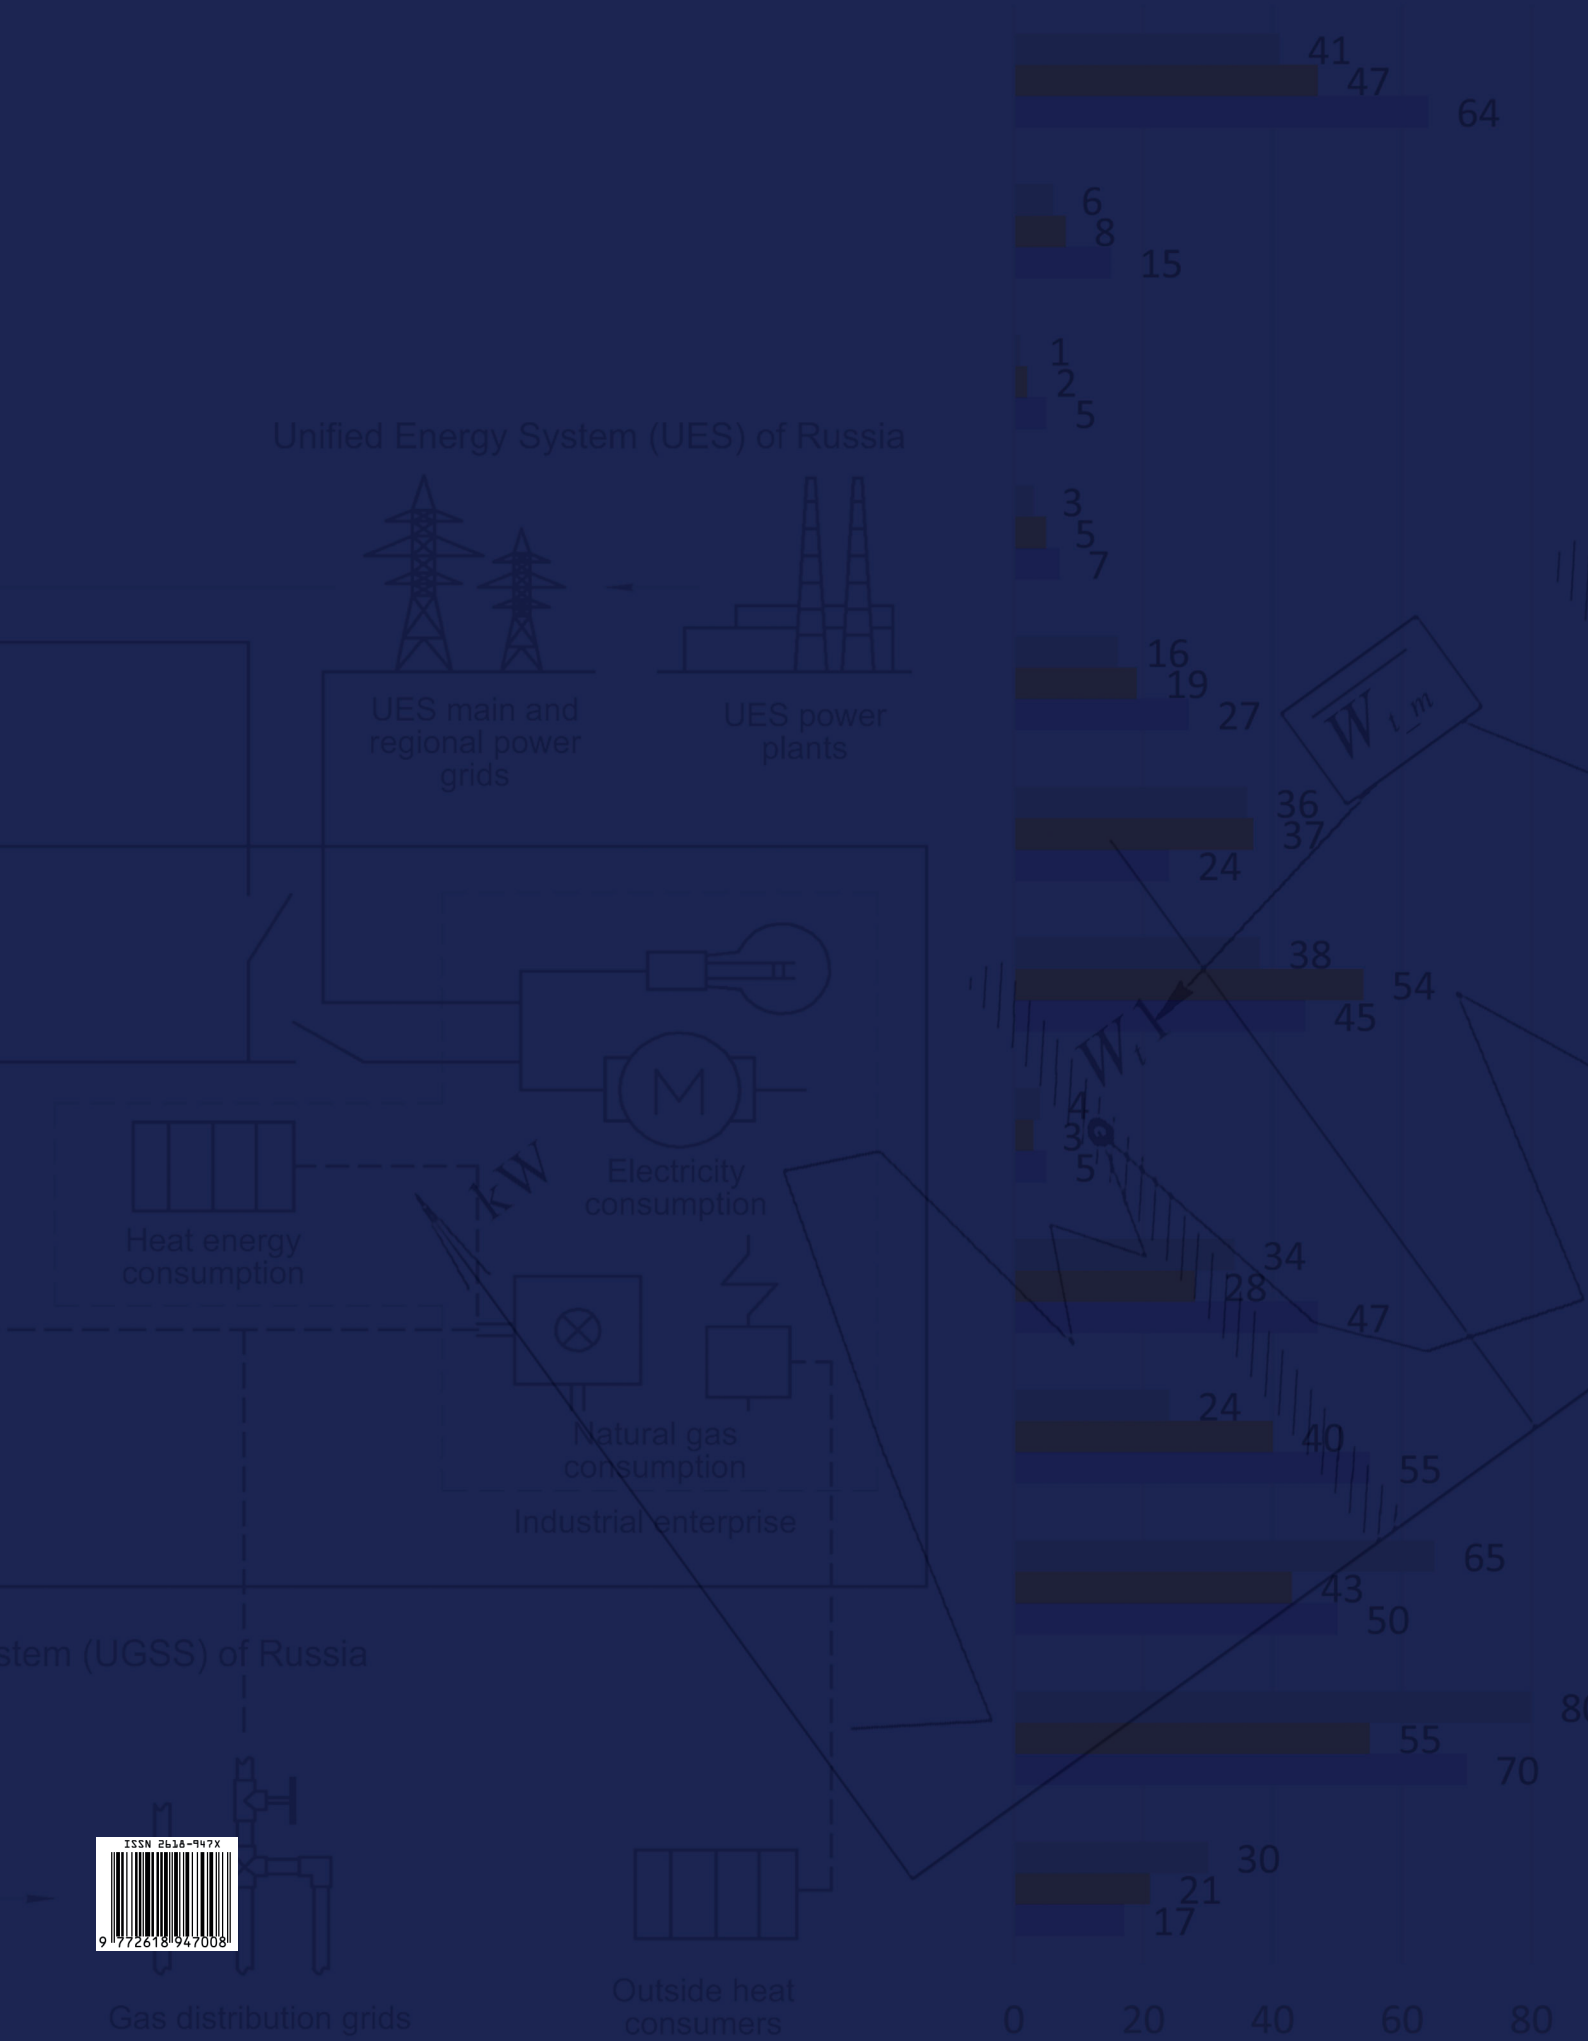 41
47
64
6
8
15
1
2
5
Unified Energy System (UES) of Russia
3
5
7
UES main and
regional power
grids
UES power
plants
16
19
27
W t_m
36
37
24
38
54
45
W t_1
4
3
5
Electricity
consumption
kW
Heat energy
consumption
34
28
47
24
40
55
Natural gas
consumption
Industrial enterprise
65
43
50
stem (UGSS) of Russia
55
70
ISSN 2618-947X
9 772618 947008
30
21
17
Outside heat
consumers
Gas distribution grids
0 20 40 60 80